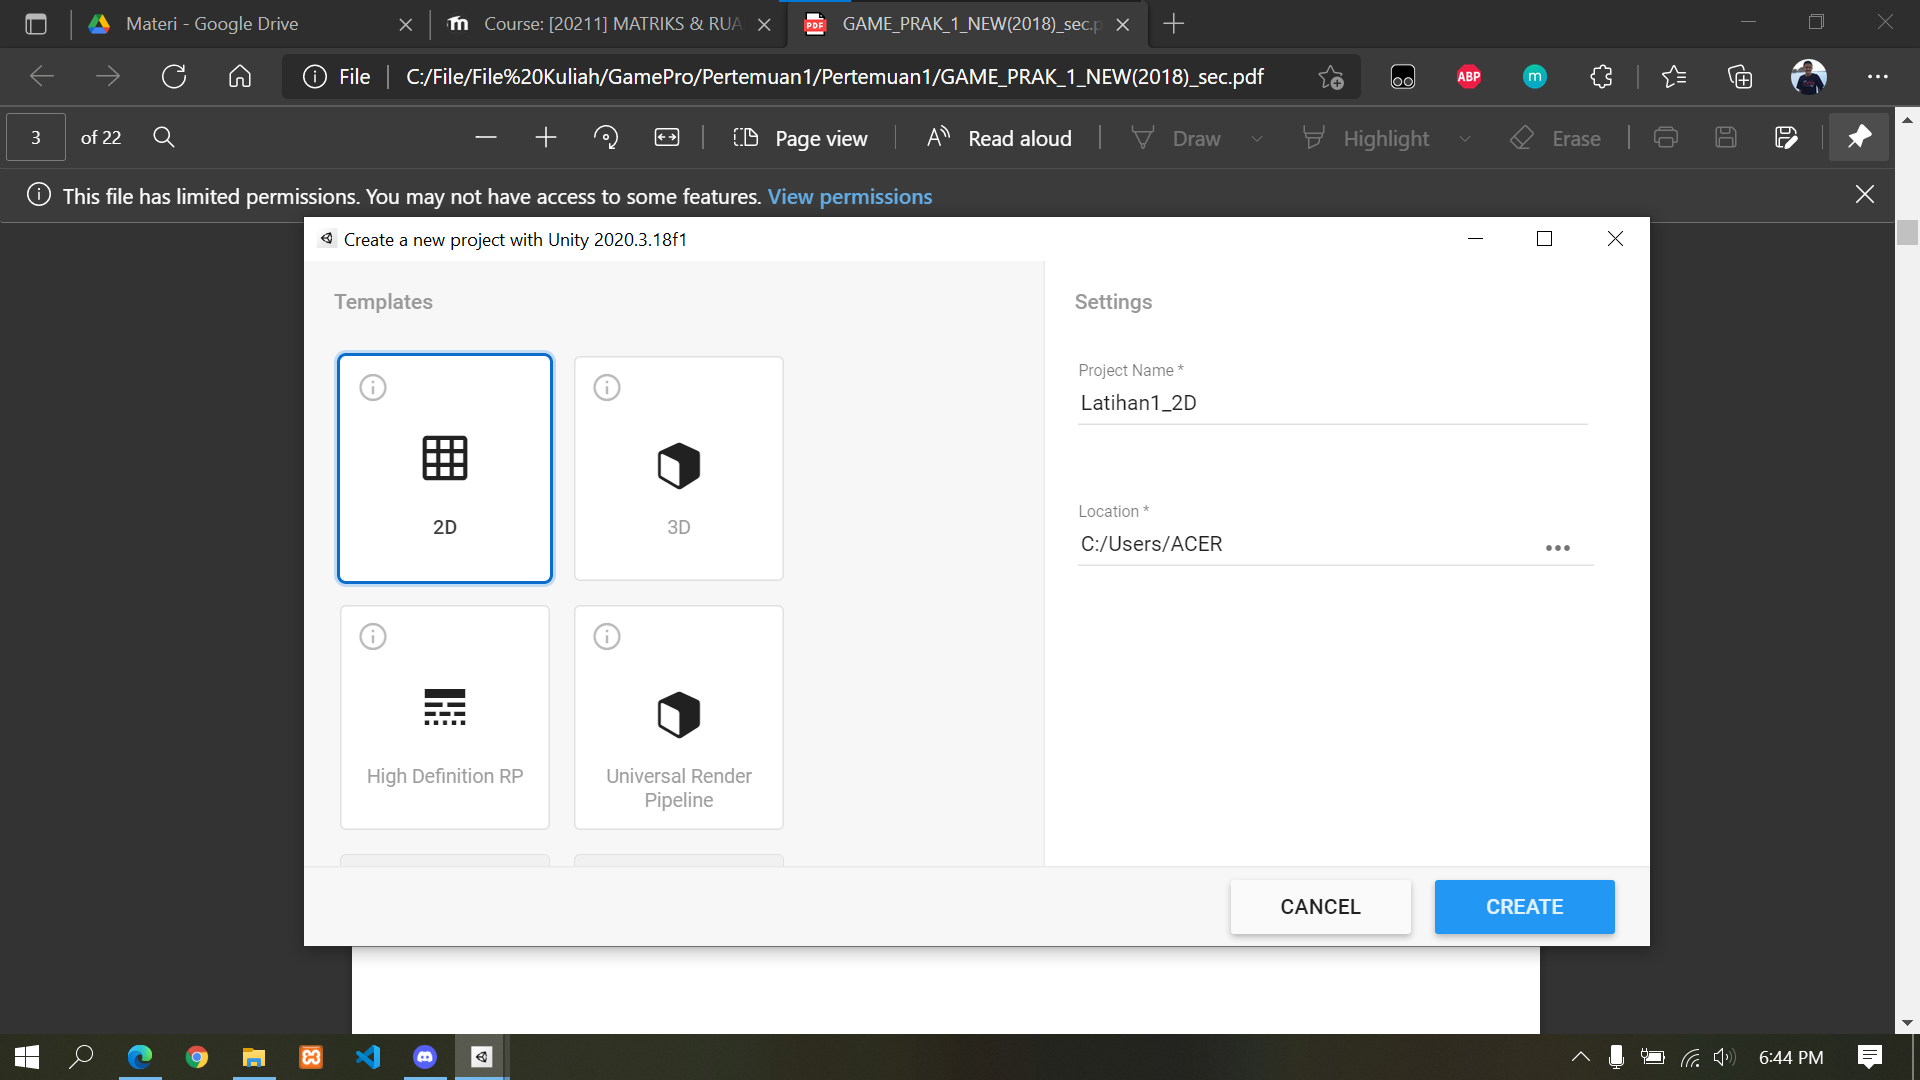 Materi - Google Drive
Course: [20211] MATRIKS & RUA
GAME_PRAK_1_NEW(2018)_sec.p
File
C:/File/File%20Kuliah/GamePro/Pertemuan1/Pertemuan1/GAME_PRAK_1_NEW(2018)_sec.pdf
ABP
m
3
of 22
Page view
Read aloud
Draw
Highlight
Erase
This file has limited permissions. You may not have access to some features. View permissions
Create a new project with Unity 2020.3.18f1
Templates
2D
3D
High Definition RP
Universal Render
Pipeline
Settings
Project Name *
Latihan1_2D
Location *
C:/Users/ACER
CANCEL
CREATE
6:44 PM